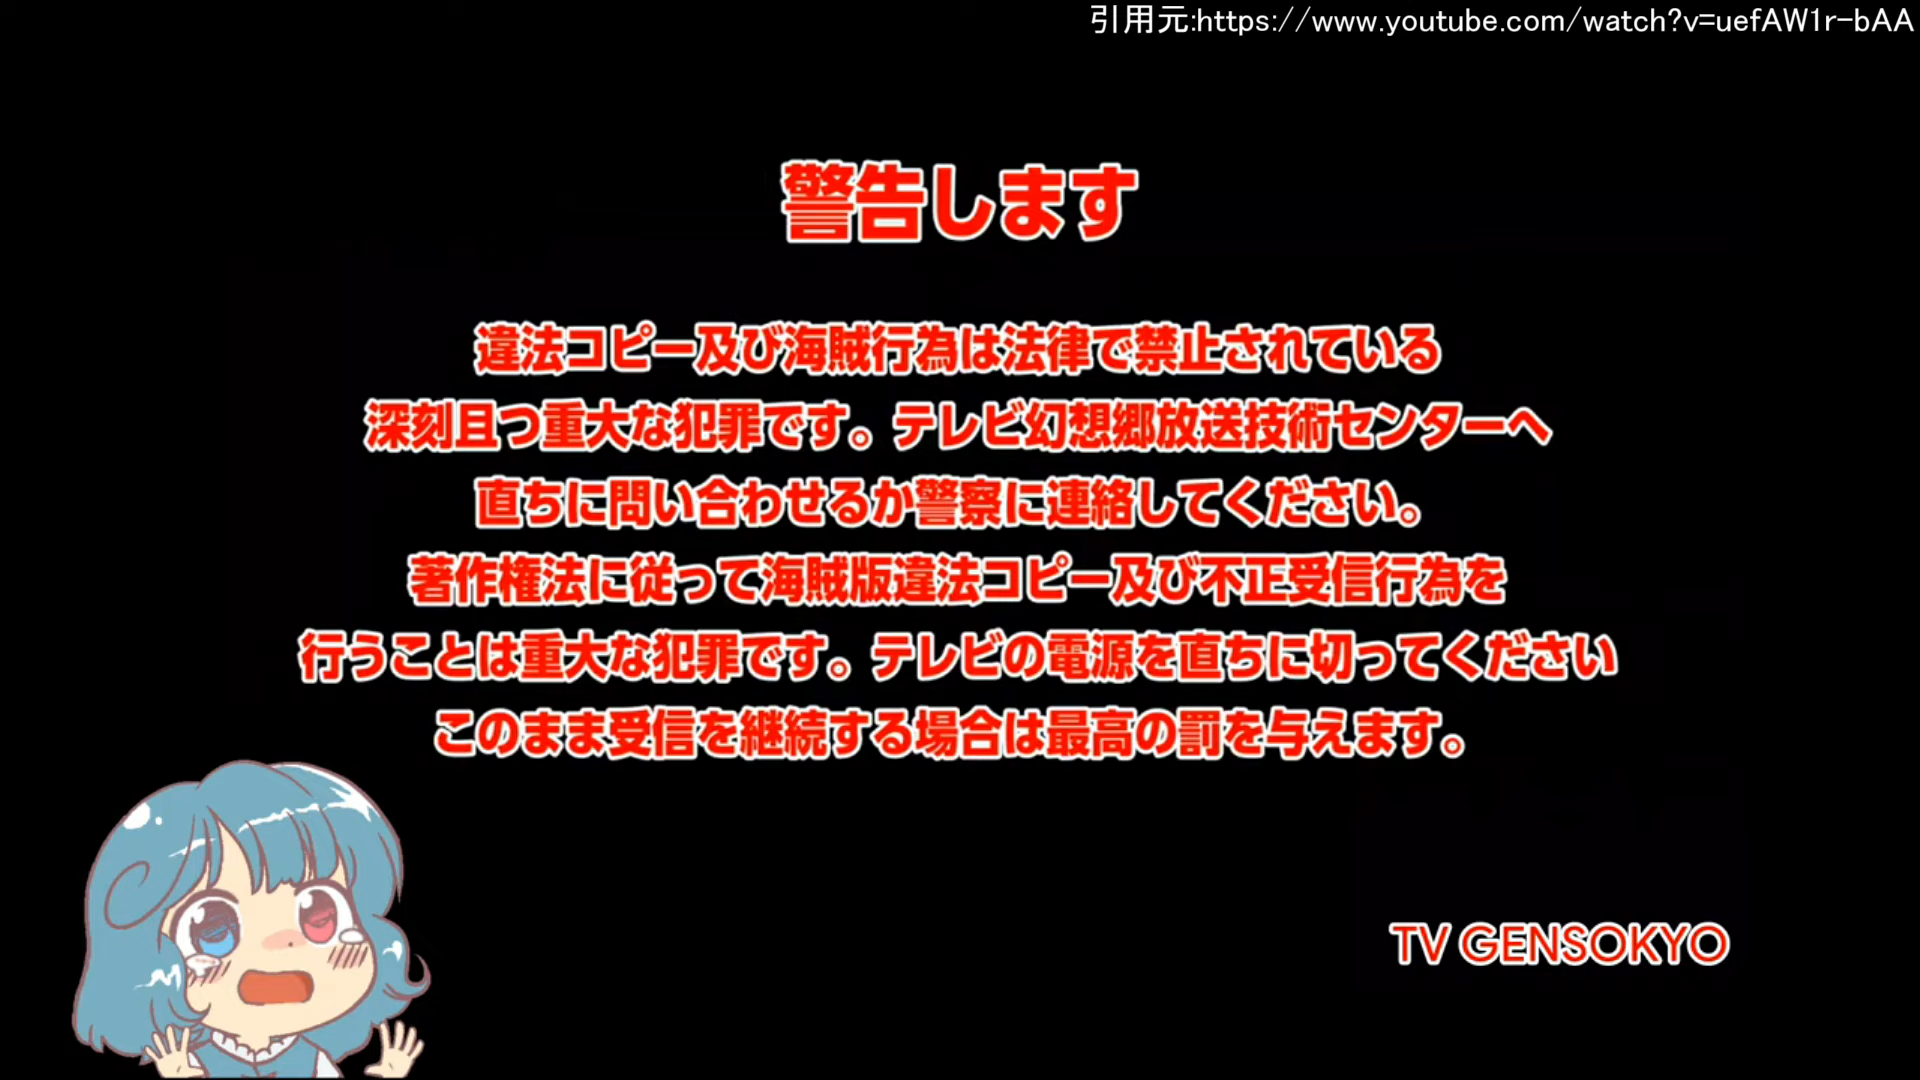 引用元:https://www.youtube.com/watch?v=uefAW1r-bAA
警告します
違法コピー及び海賊行為は法律で禁止されている
深刻且つ重大な犯罪です。テレビ幻想郷放送技術センターへ
直ちに問い合わせるか警察に連絡してください。
著作権法に従って海賊版違法コピー及び不正受信行為を
行うことは重大な犯罪です。テレビの電源を直ちに切ってください
このまま受信を継続する場合は最高の罰を与えます。
TV GENSOKYO